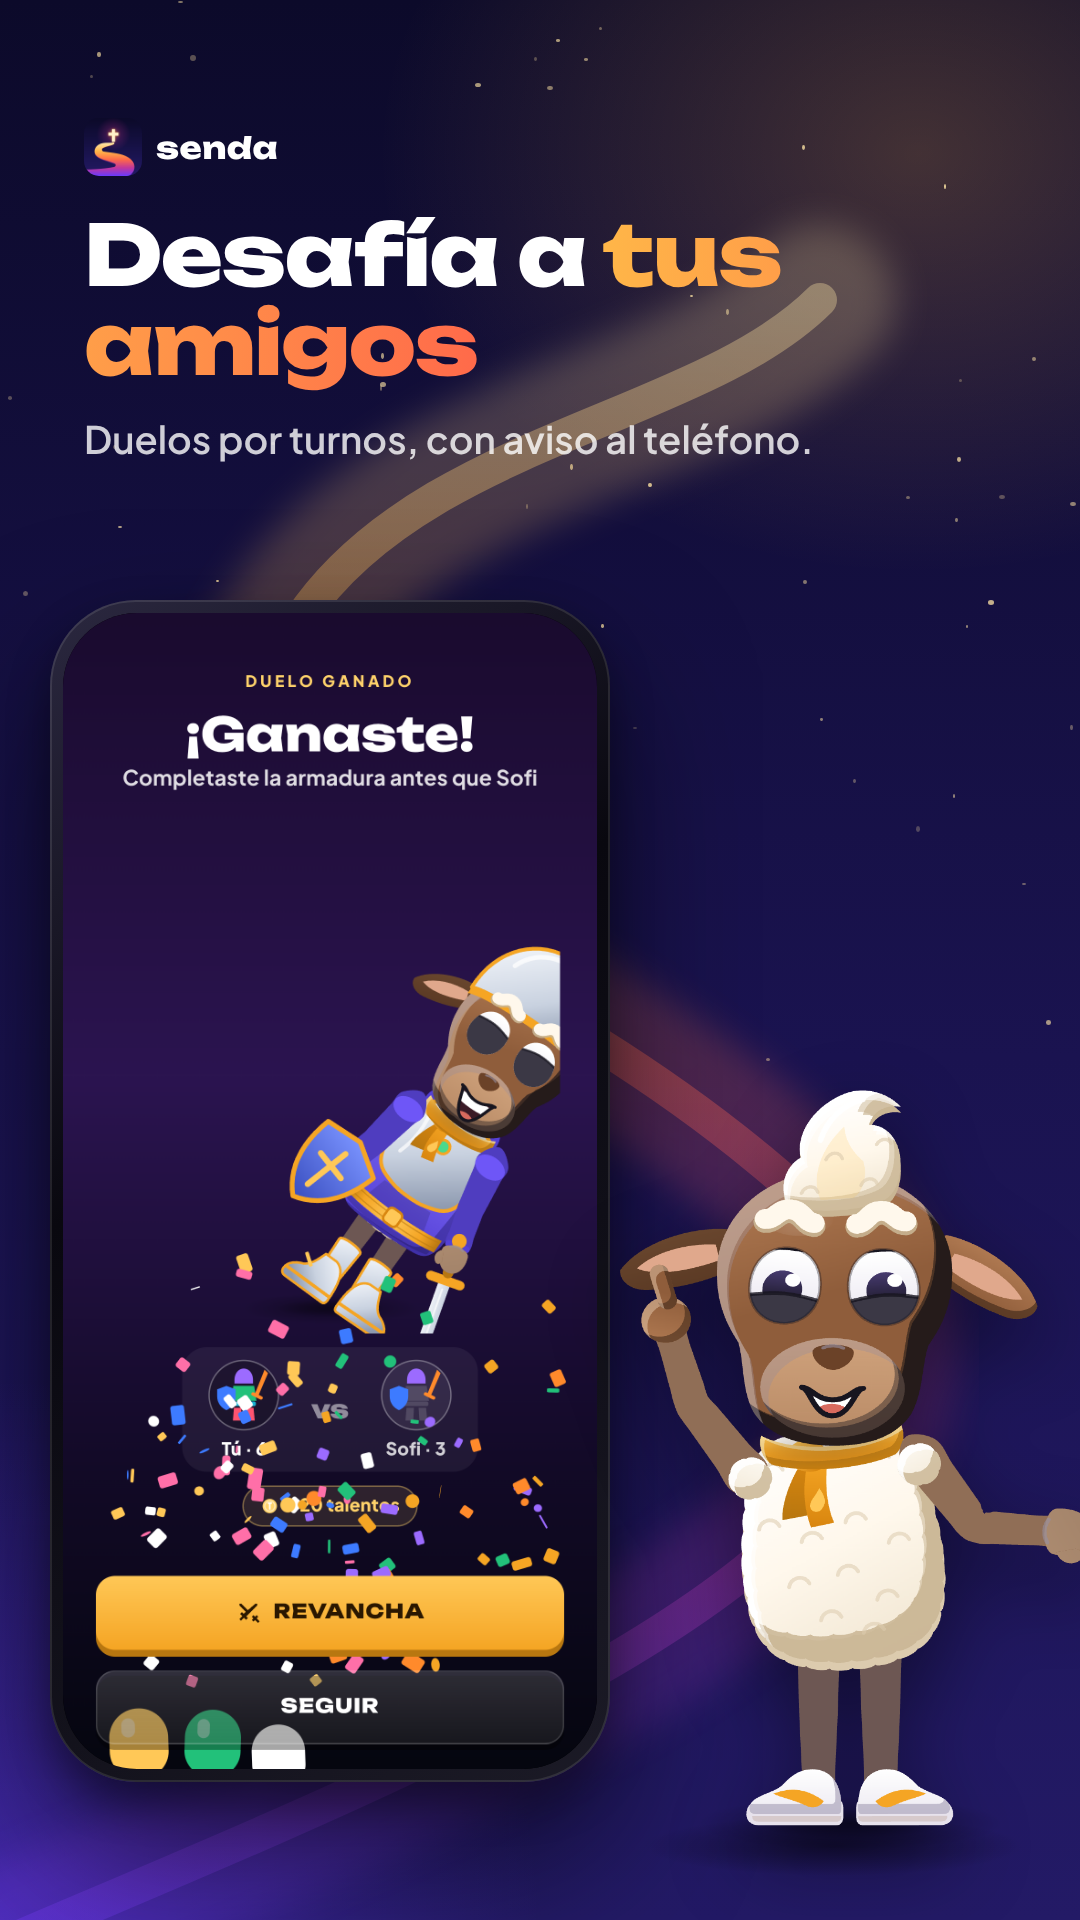 senda
Desafía a tus
amigos
Duelos por turnos, con aviso al teléfono.
DUELO GANADO
¡Ganaste!
Completaste la armadura antes que Sofi
VS
Tú ·
Sofi · 3
20 talentos
REVANCHA
SEGUIR